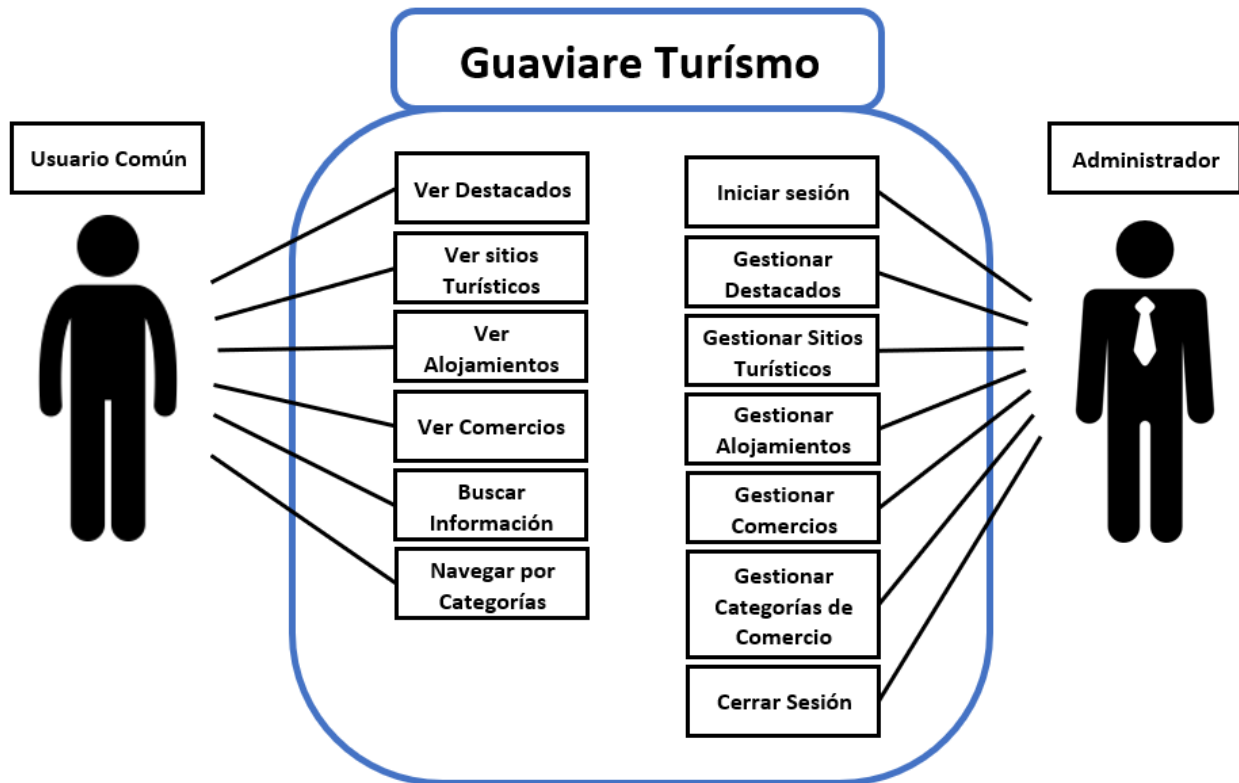 Guaviare Turísmo
Usuario Común
Administrador
Ver Destacados
Ver sitios
Turísticos
Ver
Alojamientos
Ver Comercios
Buscar
Información
Navegar por
Categorías
Iniciar sesión
Gestionar
Destacados
Gestionar Sitios
Turísticos
Gestionar
Alojamientos
Gestionar
Comercios
Gestionar
Categorías de
Comercio
Cerrar Sesión